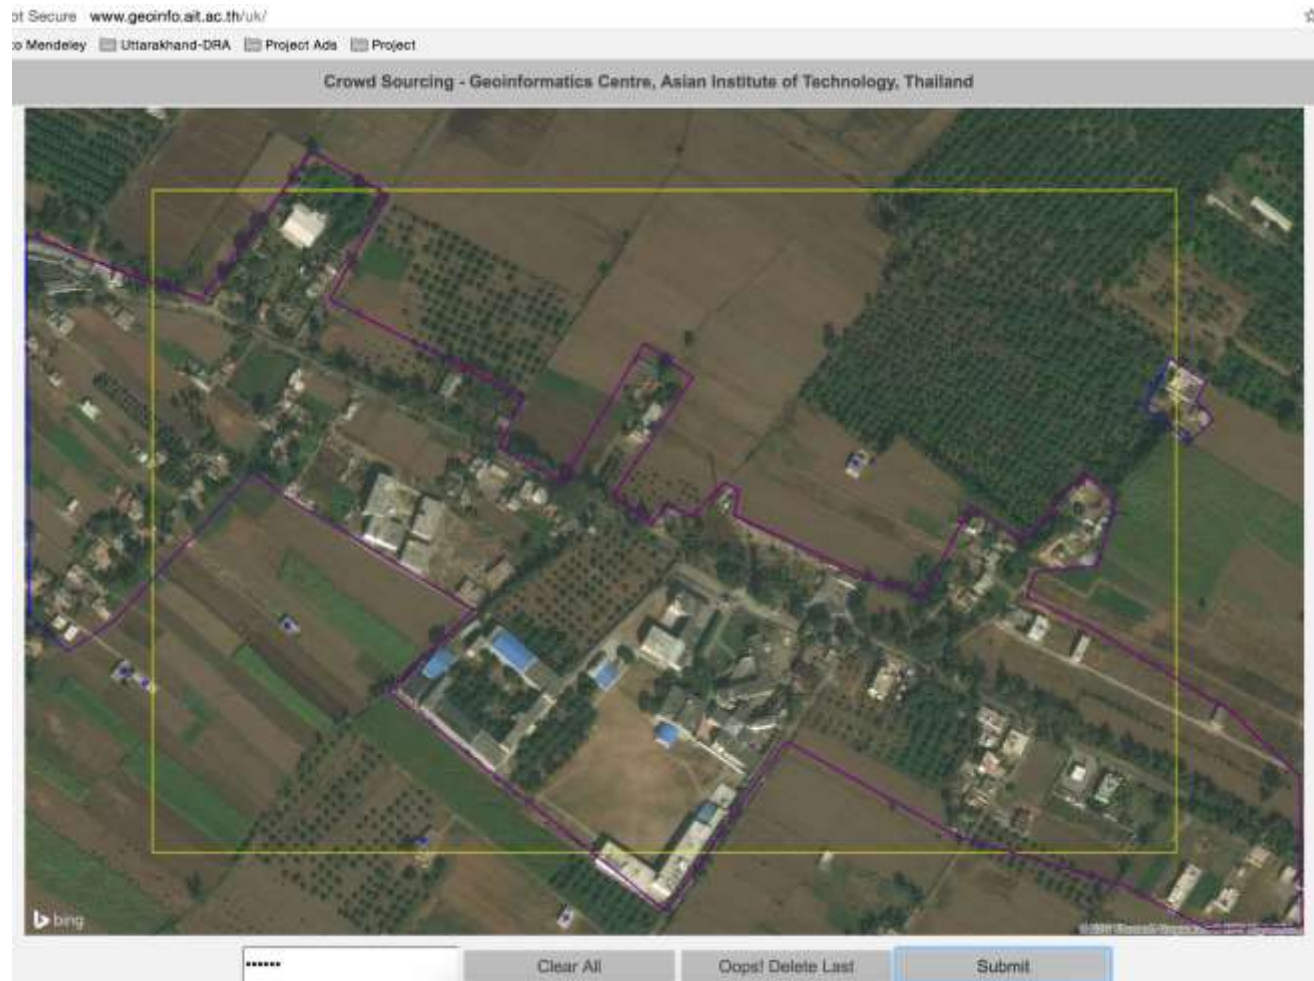 ot Secure www.geoinfo.ait.ac.th/uk/
to Mendeley Uttarakhand-DRA Project Ads Project
Crowd Sourcing - Geoinformatics Centre, Asian Institute of Technology, Thailand
bing
Clear All Oops! Delete Last Submit